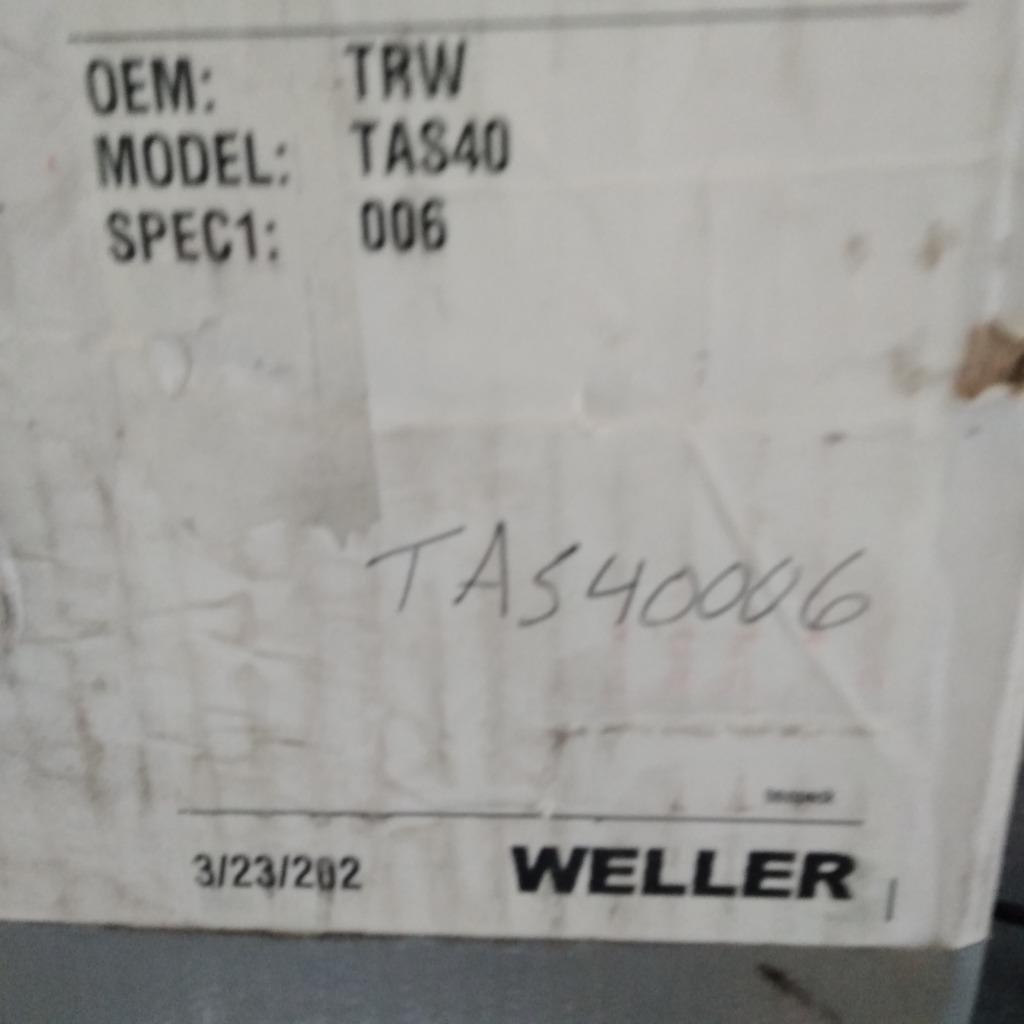 OEM: TRW
MODEL: TAS40
SPEC1: 006
TAS40006
3/23/202 WELLER